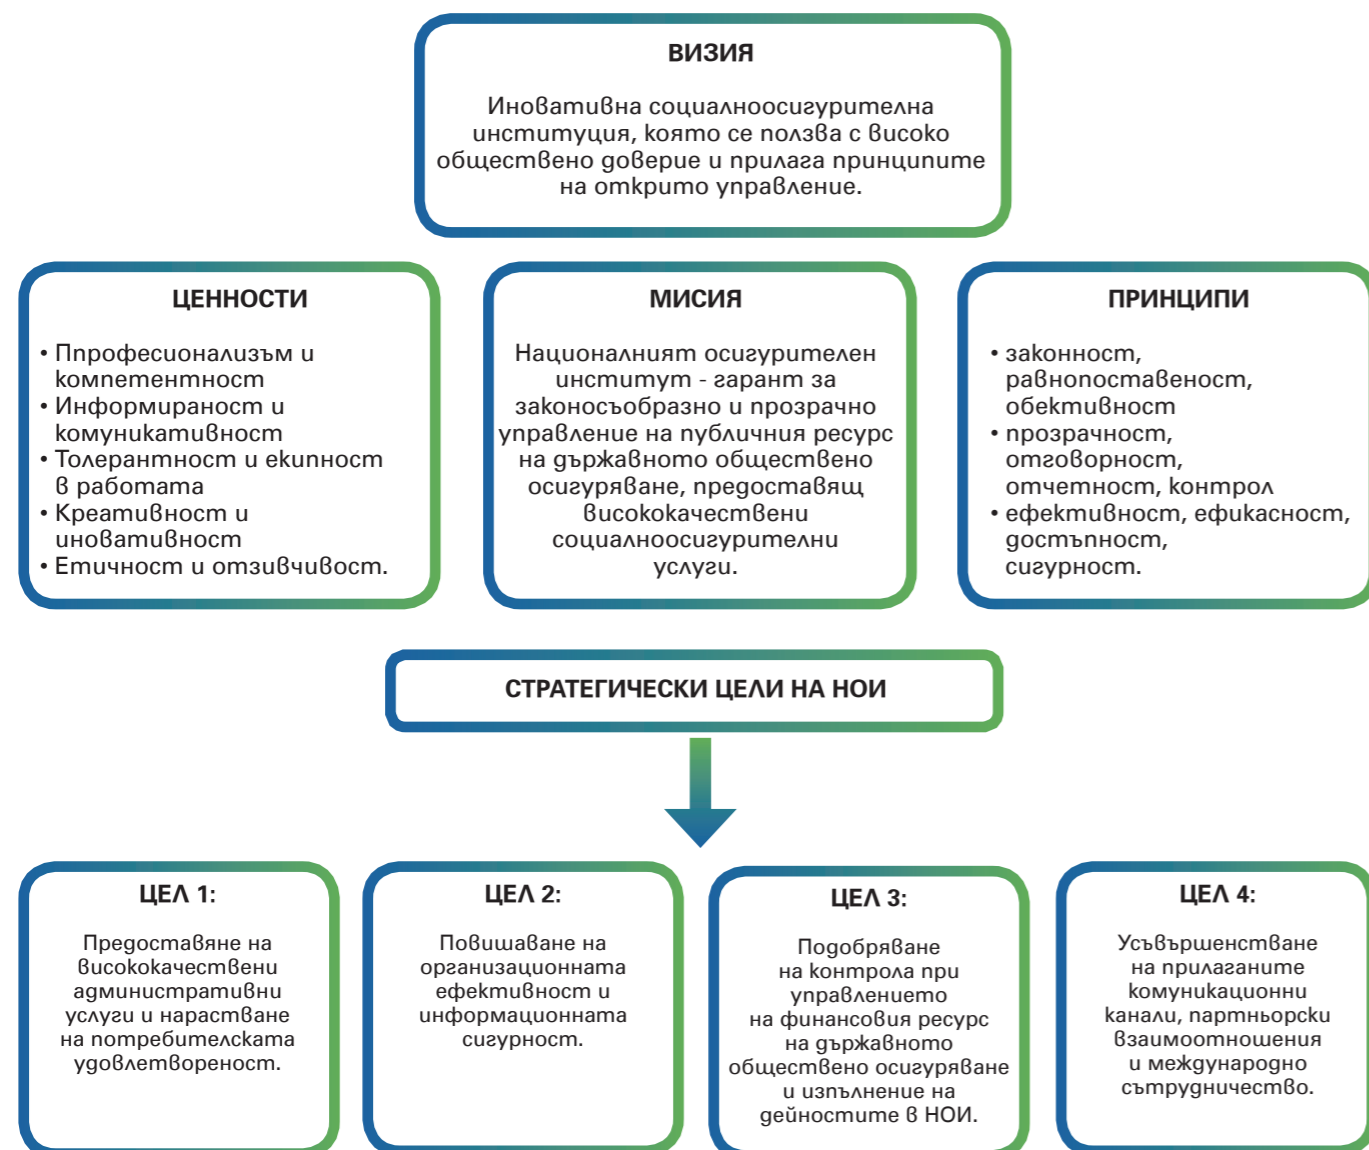 ВИЗИЯ
Иновативна социалноосигурителна
институция, която се ползва с високо
обществено доверие и прилага принципите
на открито управление.
ЦЕННОСТИ
• Ппрофесионализъм и
компетентност
• Информираност и
комуникативност
• Толерантност и екипност
в работата
• Креативност и
иновативност
• Етичност и отзивчивост.
МИСИЯ
Националният осигурителен
институт - гарант за
законосъобразно и прозрачно
управление на публичния ресурс
на държавното обществено
осигуряване, предоставящ
висококачествени
социалноосигурителни
услуги.
ПРИНЦИПИ
• законност,
равнопоставеност,
обективност
• прозрачност,
отговорност,
отчетност, контрол
• ефективност, ефикасност,
достъпност,
сигурност.
СТРАТЕГИЧЕСКИ ЦЕЛИ НА НОИ
ЦЕЛ 1:
Предоставяне на
висококачествени
административни
услуги и нарастване
на потребителската
удовлетвореност.
ЦЕЛ 2:
Повишаване на
организационната
ефективност и
информационната
сигурност.
ЦЕЛ 3:
Подобряване
на контрола при
управлението
на финансовия ресурс
на държавното
обществено осигуряване
и изпълнение на
дейностите в НОИ.
ЦЕЛ 4:
Усъвършенстване
на прилаганите
комуникационни
канали, партньорски
взаимоотношения
и международно
сътрудничество.